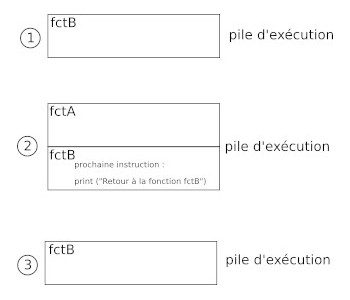 fctB
1
pile d'exécution
fctA
2
fctB
pile d'exécution
prochaine instruction :
print ("Retour à la fonction fctB")
fctB
3
pile d'exécution